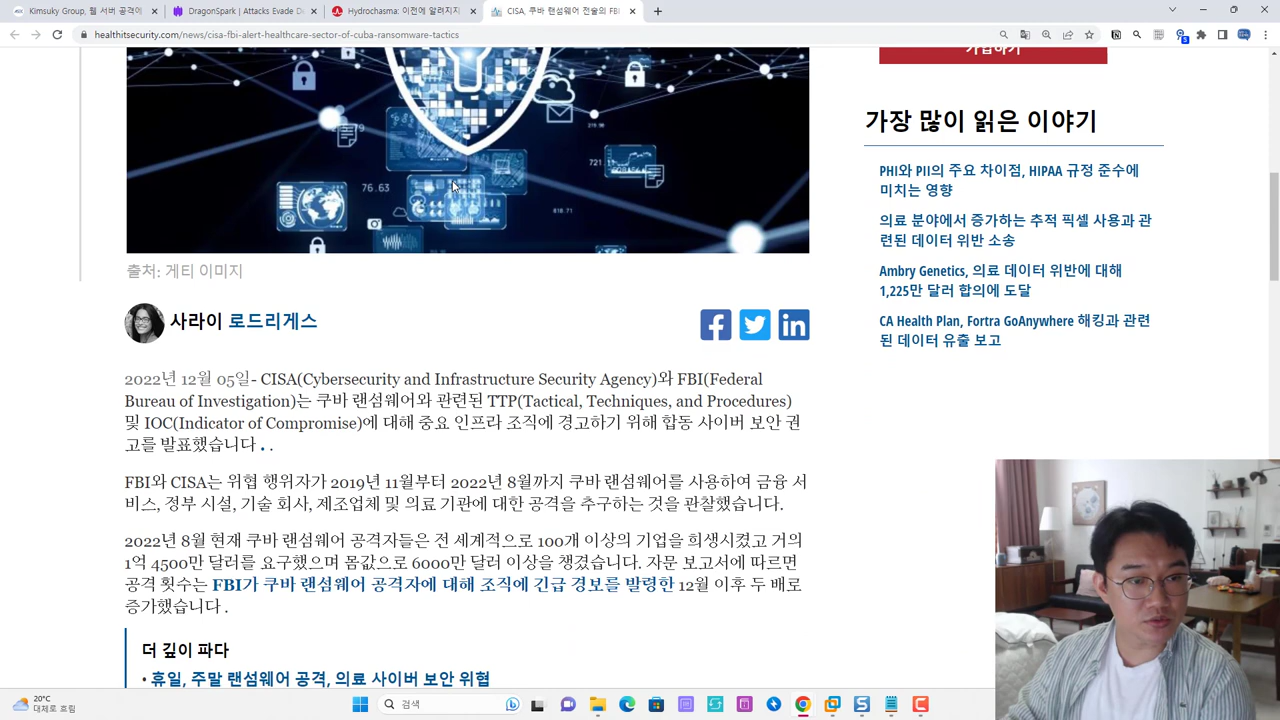 Kimsuky Group, 웹 서버 공격이
DragonSpark | Attacks Evade De
Hydrochasma: 이전에 알려지지
CISA, 쿠바 랜섬웨어 전술의 FBI
healthitsecurity.com/news/cisa-fbi-alert-healthcare-sector-of-cuba-ransomware-tactics
가입하기
76.63
219.98
721.
818.71
출처: 게티 이미지
사라이 로드리게스
2022년 12월 05일- CISA(Cybersecurity and Infrastructure Security Agency)와 FBI(Federal
Bureau of Investigation)는 쿠바 랜섬웨어와 관련된 TTP(Tactical, Techniques, and Procedures)
및 IOC(Indicator of Compromise)에 대해 중요 인프라 조직에 경고하기 위해 합동 사이버 보안 권
고를 발표했습니다 . .
FBI와 CISA는 위협 행위자가 2019년 11월부터 2022년 8월까지 쿠바 랜섬웨어를 사용하여 금융 서
비스, 정부 시설, 기술 회사, 제조업체 및 의료 기관에 대한 공격을 추구하는 것을 관찰했습니다.
2022년 8월 현재 쿠바 랜섬웨어 공격자들은 전 세계적으로 100개 이상의 기업을 희생시켰고 거의
1억 4500만 달러를 요구했으며 몸값으로 6000만 달러 이상을 챙겼습니다. 자문 보고서에 따르면
공격 횟수는 FBI가 쿠바 랜섬웨어 공격자에 대해 조직에 긴급 경보를 발령한 12월 이후 두 배로
증가했습니다 .
더 깊이 파다
• 휴일, 주말 랜섬웨어 공격, 의료 사이버 보안 위협
가장 많이 읽은 이야기
PHI와 PII의 주요 차이점, HIPAA 규정 준수에
미치는 영향
의료 분야에서 증가하는 추적 픽셀 사용과 관
련된 데이터 위반 소송
Ambry Genetics, 의료 데이터 위반에 대해
1,225만 달러 합의에 도달
CA Health Plan, Fortra GoAnywhere 해킹과 관련
된 데이터 유출 보고
20°C
대체로 흐림
검색